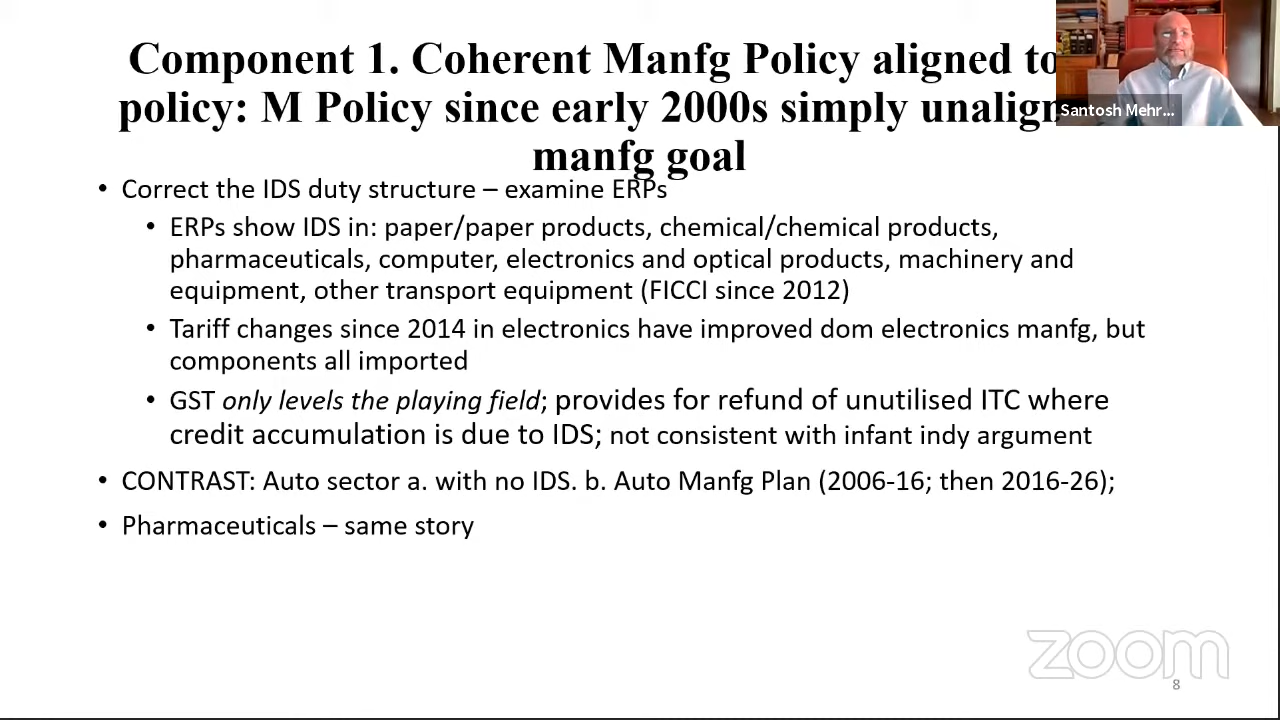 Component 1. Coherent Manfg Policy aligned to
policy: M Policy since early 2000s simply unalign
manfg goal
Santosh Mehr...
• Correct the IDS duty structure – examine ERPs
• ERPs show IDS in: paper/paper products, chemical/chemical products,
pharmaceuticals, computer, electronics and optical products, machinery and
equipment, other transport equipment (FICCI since 2012)
• Tariff changes since 2014 in electronics have improved dom electronics manfg, but
components all imported
• GST only levels the playing field; provides for refund of unutilised ITC where
credit accumulation is due to IDS; not consistent with infant indy argument
• CONTRAST: Auto sector a. with no IDS. b. Auto Manfg Plan (2006-16; then 2016-26);
• Pharmaceuticals – same story
zoom
8